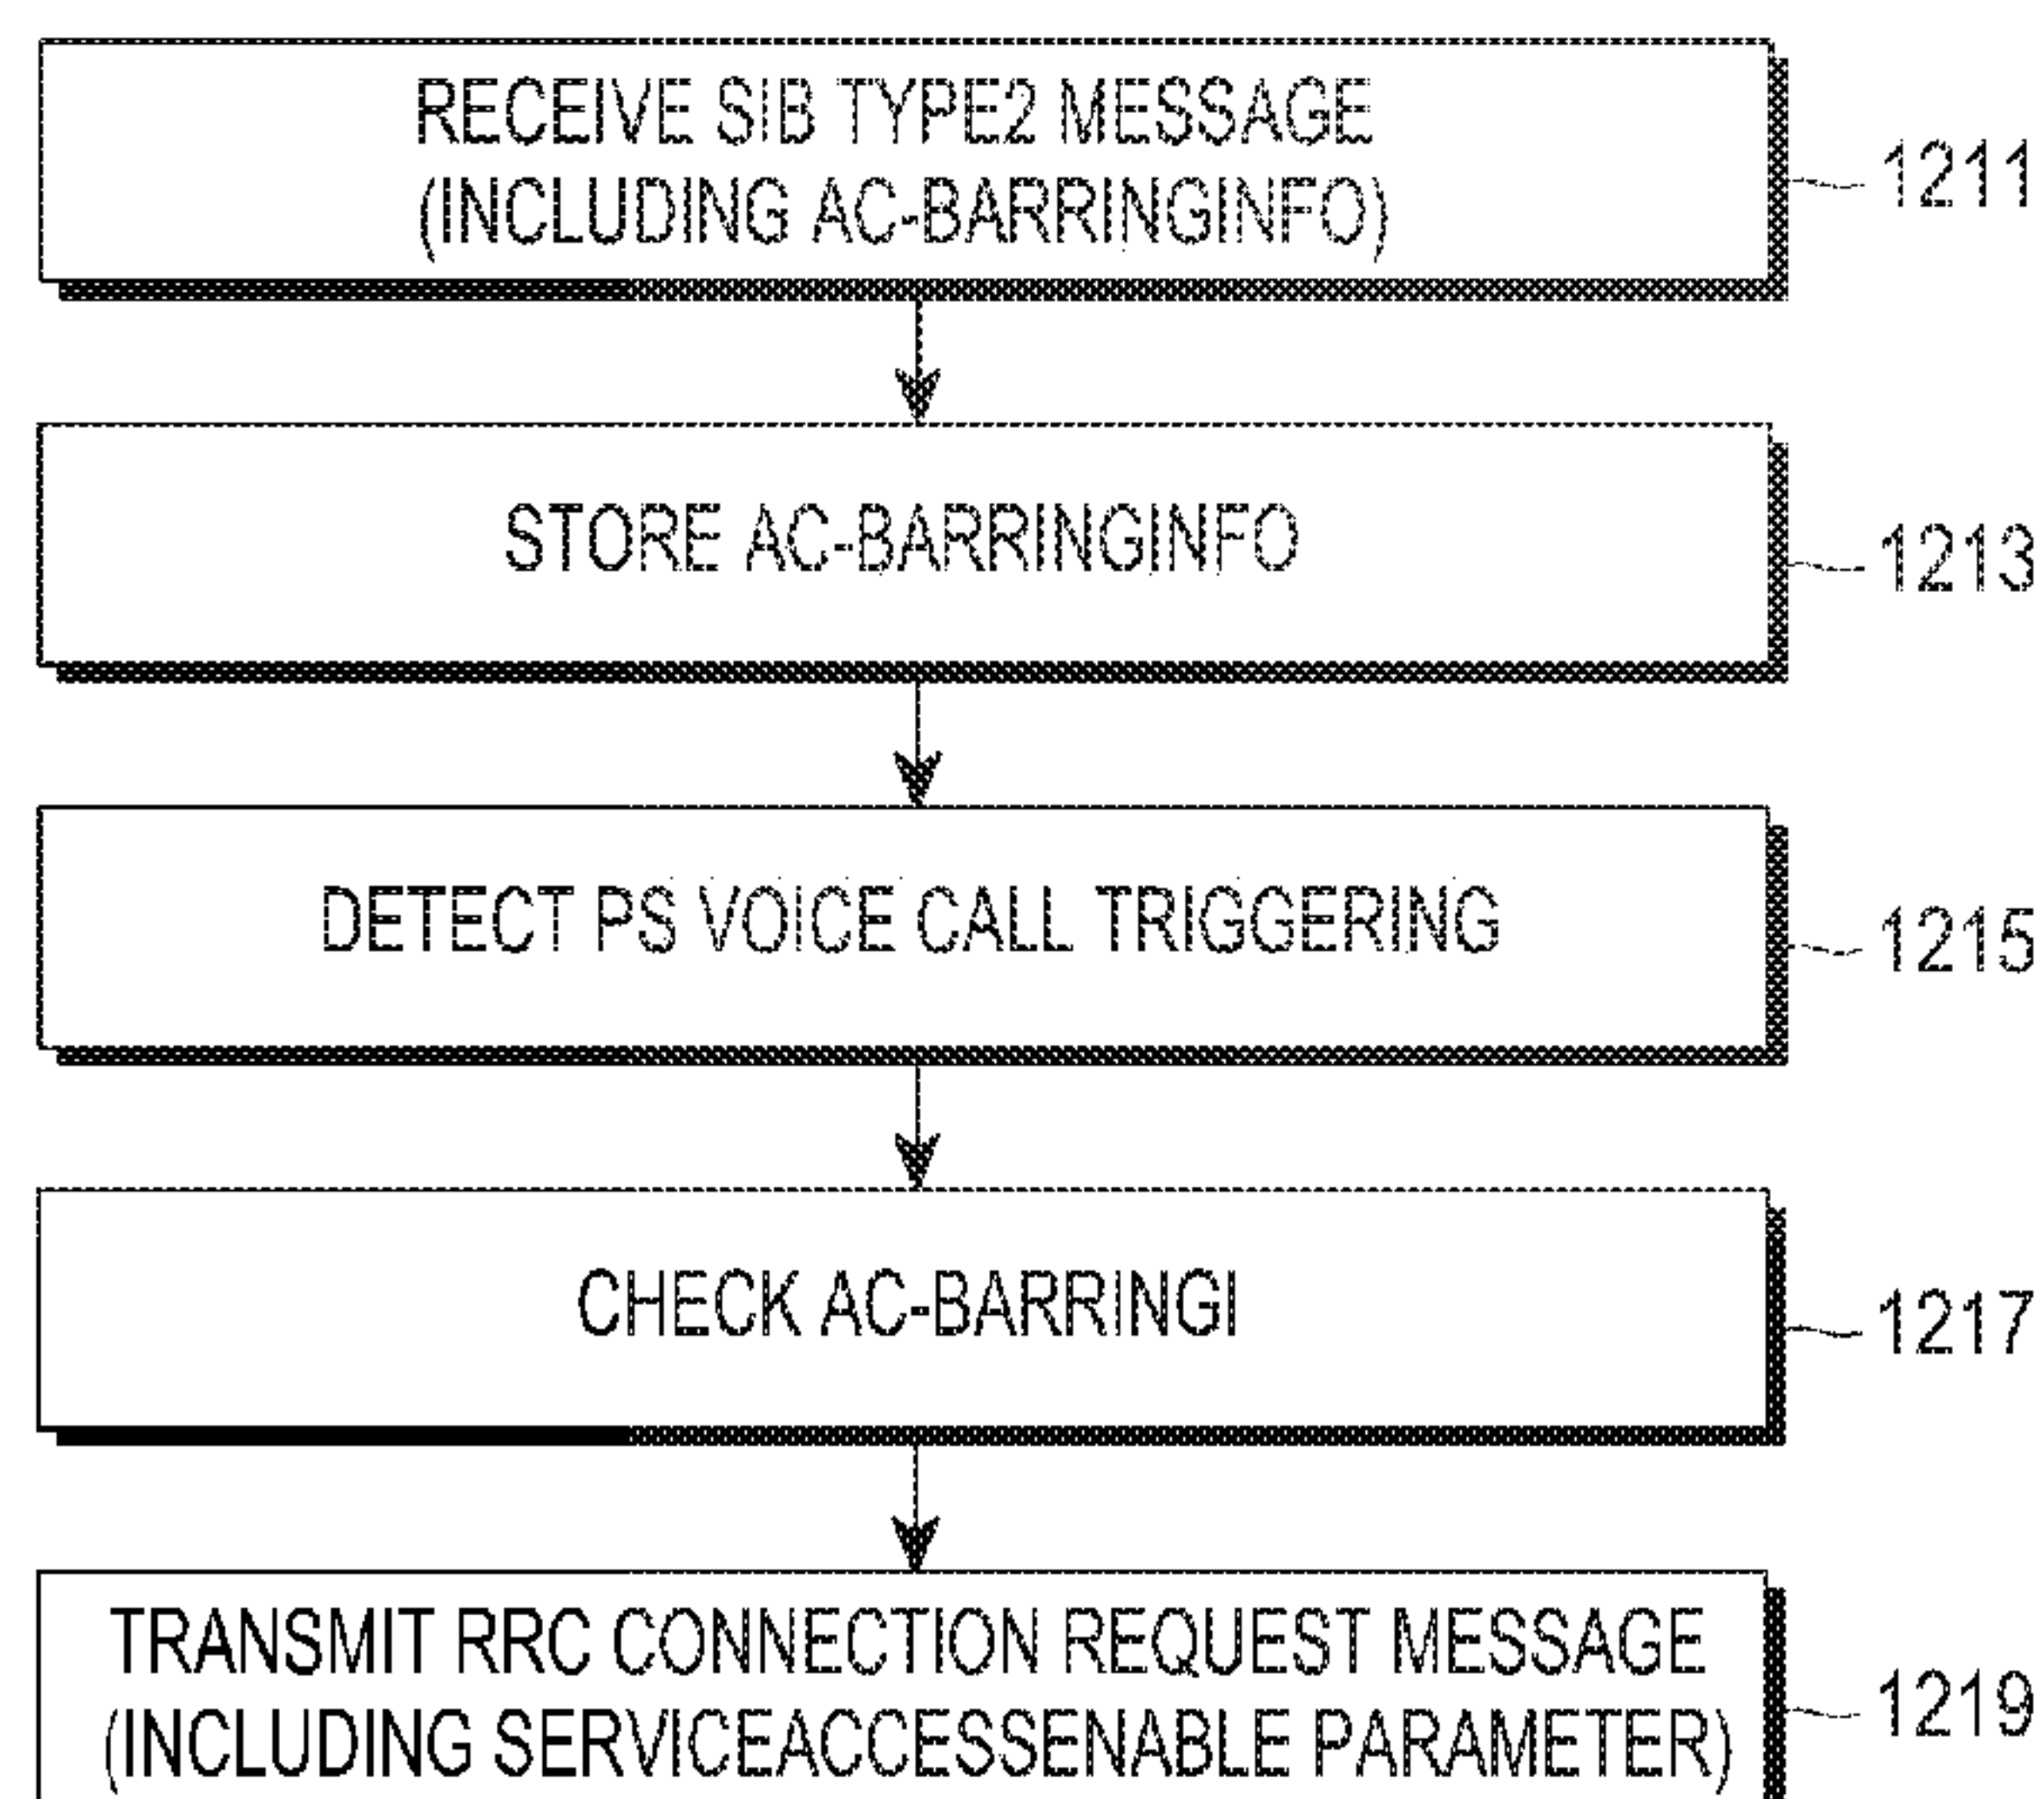 RECEIVE SIB TYPE2 MESSAGE
(INCLUDING AC-BARRINGINFO)
1211
STORE AC-BARRINGINFO
1213
DETECT PS VOICE CALL TRIGGERING
1215
CHECK AC-BARRINGI
1217
TRANSMIT RRC CONNECTION REQUEST MESSAGE
(INCLUDING SERVICEACCESSENABLE PARAMETER)
1219